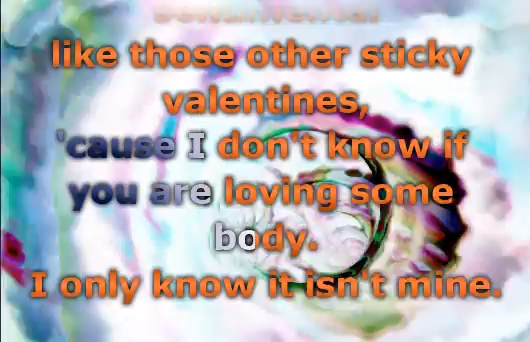 like those other sticky
valentines,
'cause I don't know if
you are loving some
body.
I only know it isn't mine.